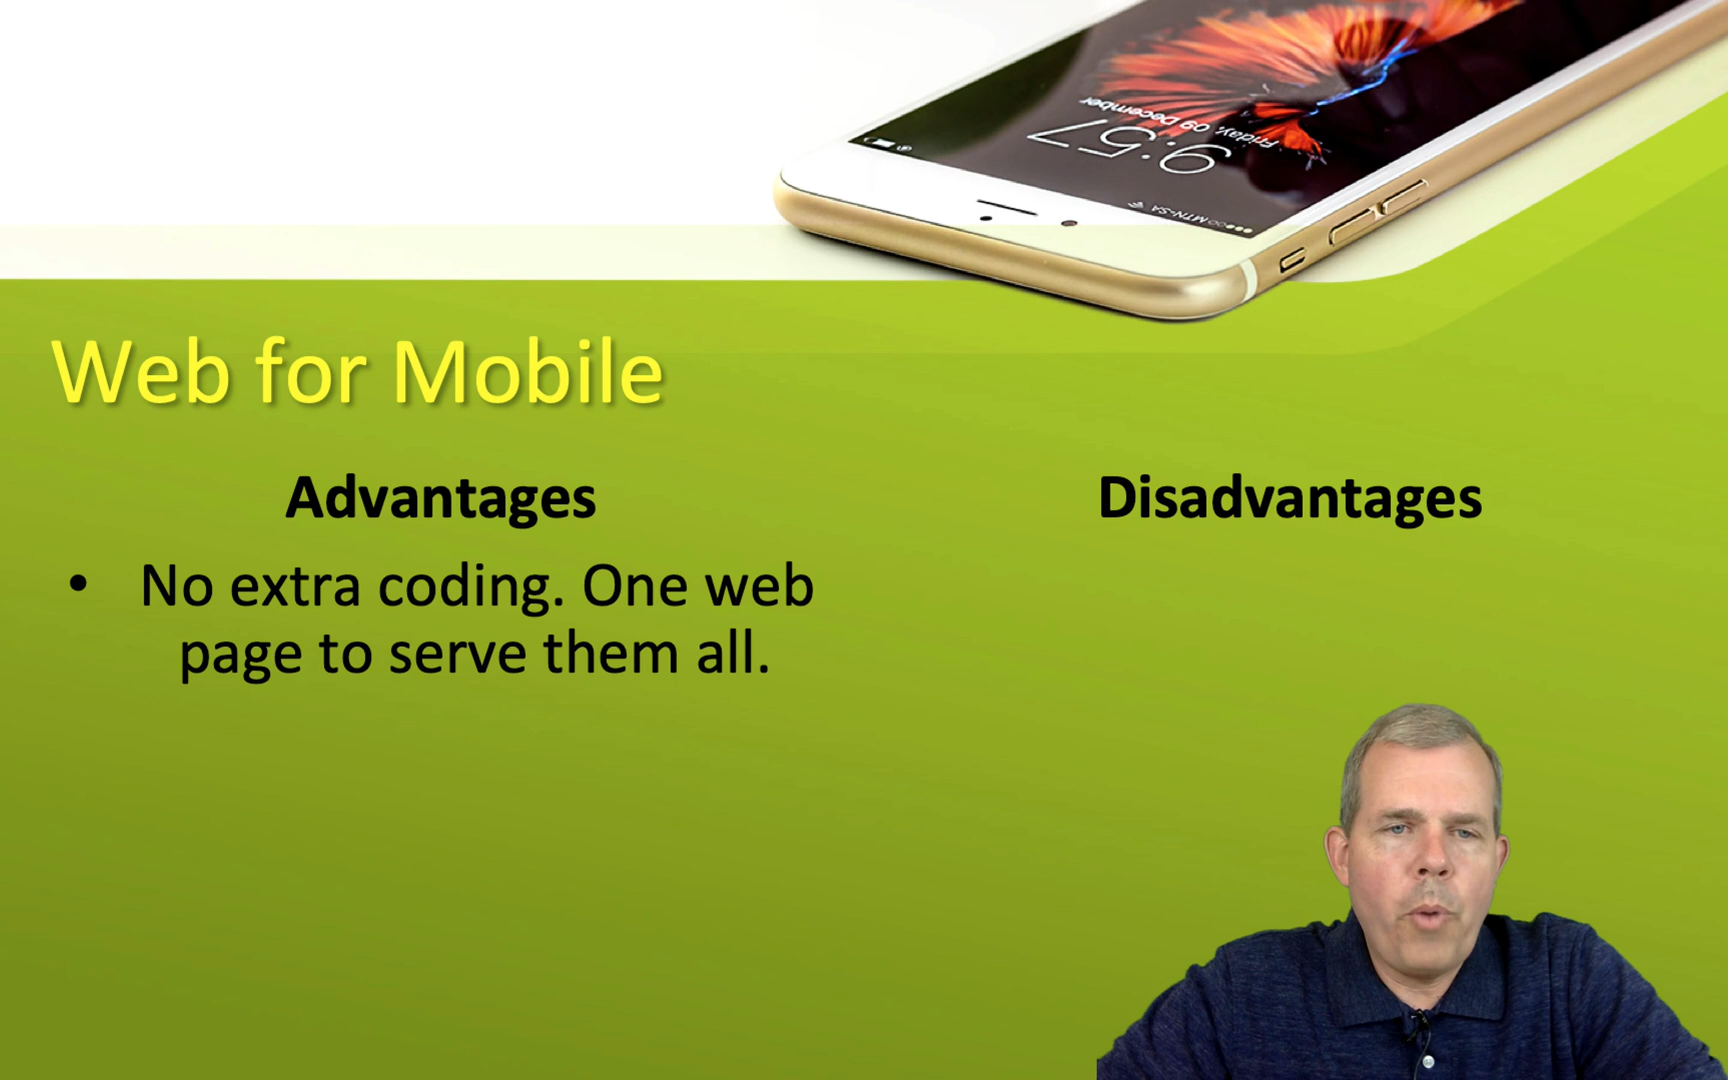 9:57
Friday, 09 December
MTN-SA
Web for Mobile
Advantages
Disadvantages
• No extra coding. One web
page to serve them all.